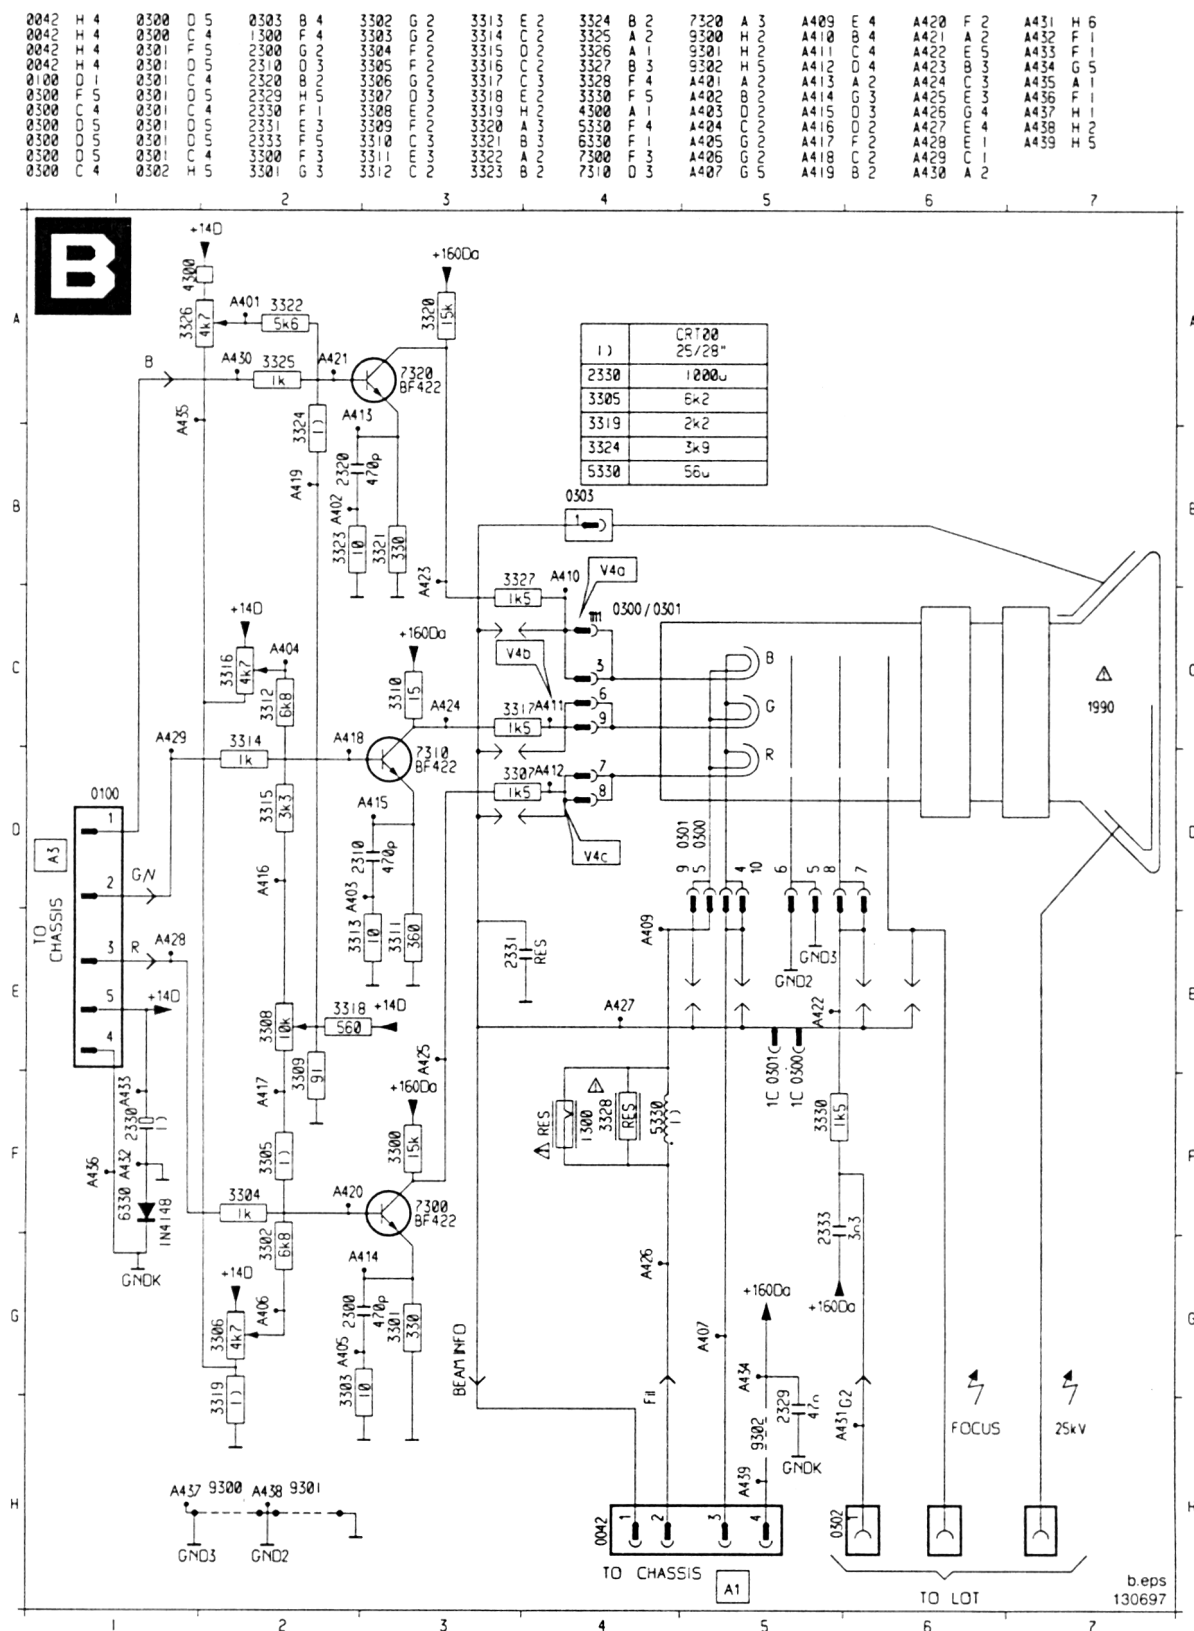 0042 H 4 0300 D 5 0303 B 4 3302 G 2 3313 E 2 3324 B 2 7320 A 3 A409 E 4 A420 F 2 A431 H 6
0042 H 4 0300 C 4 1300 F 4 3303 G 2 3314 C 2 3325 A 2 9300 H 2 A410 B 4 A421 A 2 A432 F 1
0042 H 4 0301 F 5 2300 G 2 3304 F 2 3315 D 2 3326 A 1 9301 H 2 A411 C 4 A422 E 5 A433 F 1
0042 H 4 0301 D 5 2310 D 3 3305 F 2 3316 C 2 3327 B 3 9302 H 5 A412 D 4 A423 B 3 A434 G 5
0100 D 1 0301 C 4 2320 B 2 3306 G 2 3317 C 3 3328 F 4 A401 A 2 A413 A 2 A424 C 3 A435 A 1
0300 F 5 0301 D 5 2329 H 5 3307 D 3 3318 E 2 3330 F 5 A402 B 2 A414 G 3 A425 E 3 A436 F 1
0300 C 4 0301 C 4 2330 F 1 3308 E 2 3319 H 2 4300 A 1 A403 D 2 A415 D 3 A426 G 4 A437 H 1
0300 D 5 0301 D 5 2331 E 3 3309 F 2 3320 A 3 5330 F 4 A404 C 2 A416 D 2 A427 E 4 A438 H 2
0300 D 5 0301 D 5 2333 F 5 3310 C 3 3321 B 3 6330 F 1 A405 G 2 A417 F 2 A428 E 1 A439 H 5
0300 D 5 0301 C 4 3300 F 3 3311 E 3 3322 A 2 7300 F 3 A406 G 2 A418 C 2 A429 C 1
0300 C 4 0302 H 5 3301 G 3 3312 C 2 3323 B 2 7310 D 3 A407 G 5 A419 B 2 A430 A 2
1 2 3 4 5 6 7
B
+14D
+160Da
4300
A
3326
4k7
A401
3322
5k6
3320
15k
A
1) CRT00
25/28"
2330 1000u
3305 6k2
3319 2k2
3324 3k9
5330 56u
B
A430
3325
1k
A421
7320
BF422
A435
3324
1)
A413
A419
2320
470p
A402
B
0303
1
B
3323
10
3321
330
A423
3327
1k5
A410
V4a
11
0300/0301
+14D
+160Da
C
3316
4k7
A404
3312
6k8
3310
15
A424
V4b
3317
1k5
A411
3
6
9
B
G
R
1990
C
A429
3314
1k
A418
7310
BF422
3307
1k5
A412
7
8
V4c
0100
D
1
A3
3315
3k3
A415
2310
470p
A416
A403
0301
0300
9
5
1
4
10
6
5
8
7
D
2
G/V
TO
CHASSIS
3313
10
3311
360
A409
2331
RES
GND3
GND2
3
R
A428
E
5
+14D
4
3308
10k
3318
560
+14D
A427
A422
E
A425
3309
91
+160Da
1C 0301
1C 0300
A433
2330
1)
A417
RES
1300
3328
RES
5330
1)
3330
1k5
F
A436
A432
3305
1)
3300
15k
F
6330
1N4148
3304
1k
A420
7300
BF422
2333
3n3
3302
6k8
A414
GNDK
A426
+14D
A406
+160Da
+160Da
G
3306
4k7
2300
470p
3301
330
A405
A407
G
BEAMINFO
3319
1)
3303
10
Fil
A434
2329
47n
9302
A431
G2
FOCUS
25kV
GNDK
A439
A437 9300 A438 9301
H
GND3
GND2
0042
1
2
3
4
0302
1
H
TO CHASSIS
A1
TO LOT
b.eps
130697
1 2 3 4 5 6 7